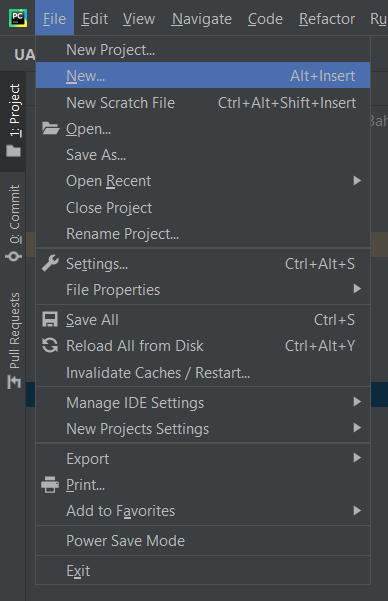 PC File Edit View Navigate Code Refactor Ru
UA
New Project...
New... Alt+Insert
New Scratch File Ctrl+Alt+Shift+Insert
Bah
Open...
Save As...
Open Recent
Close Project
Rename Project...
Settings... Ctrl+Alt+S
File Properties
Save All Ctrl+S
Reload All from Disk Ctrl+Alt+Y
Invalidate Caches / Restart...
Manage IDE Settings
New Projects Settings
Export
Print...
Add to Favorites
Power Save Mode
Exit
1: Project
0: Commit
Pull Requests